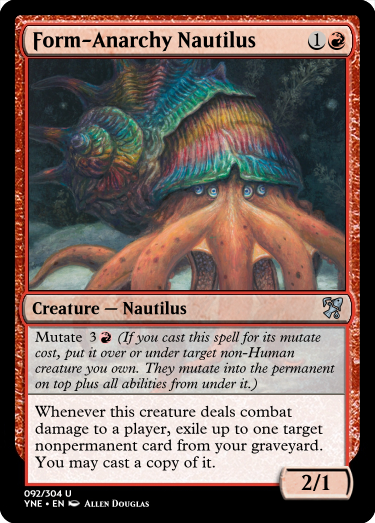 Form-Anarchy Nautilus 1
Creature — Nautilus
Mutate 3 (If you cast this spell for its mutate
cost, put it over or under target non-Human
creature you own. They mutate into the permanent
on top plus all abilities from under it.)
Whenever this creature deals combat
damage to a player, exile up to one target
nonpermanent card from your graveyard.
You may cast a copy of it.
2/1
092/304 U
YNE • EN Allen Douglas